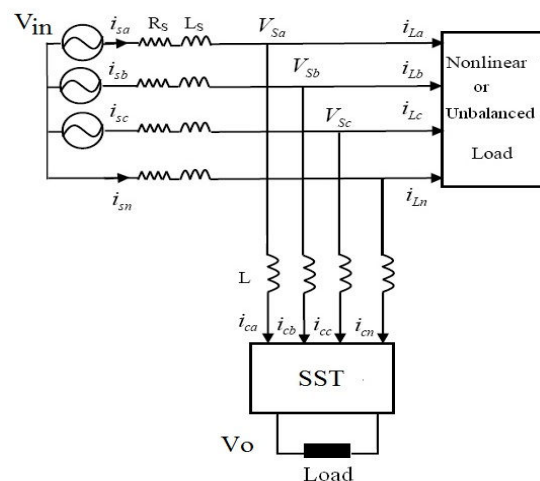 Vin
isa
Rs
Ls
VSa
iLa
isb
VSb
iLb
isc
VSc
iLc
isn
iLn
Nonlinear
or
Unbalanced
Load
L
ica
icb
icc
icn
SST
Vo
Load